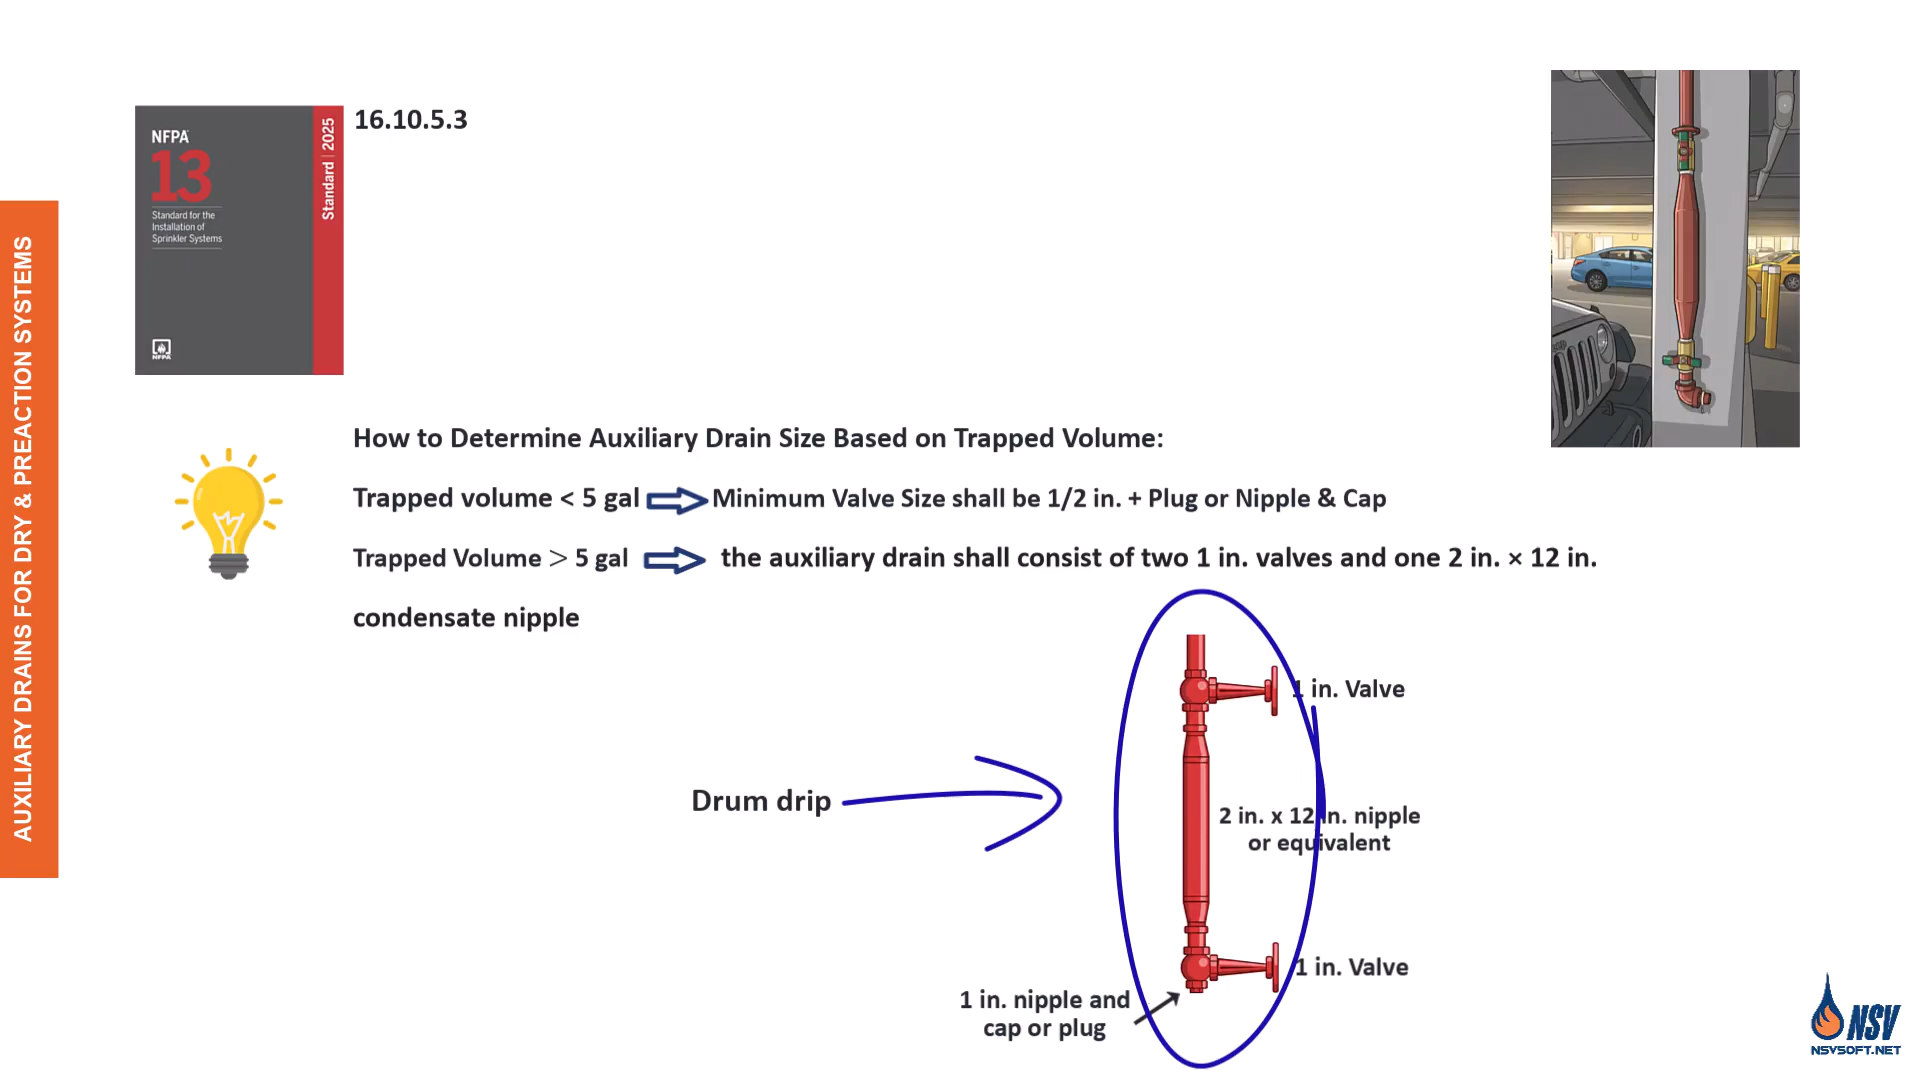 AUXILIARY DRAINS FOR DRY & PREACTION SYSTEMS
NFPA
13
Standard for the
Installation of
Sprinkler Systems
NFPA
Standard | 2025
16.10.5.3
How to Determine Auxiliary Drain Size Based on Trapped Volume:
Trapped volume < 5 gal Minimum Valve Size shall be 1/2 in. + Plug or Nipple & Cap
Trapped Volume > 5 gal the auxiliary drain shall consist of two 1 in. valves and one 2 in. × 12 in.
condensate nipple
1 in. Valve
Drum drip
2 in. x 12 in. nipple
or equivalent
1 in. Valve
1 in. nipple and
cap or plug
NSV
NSVSOFT.NET